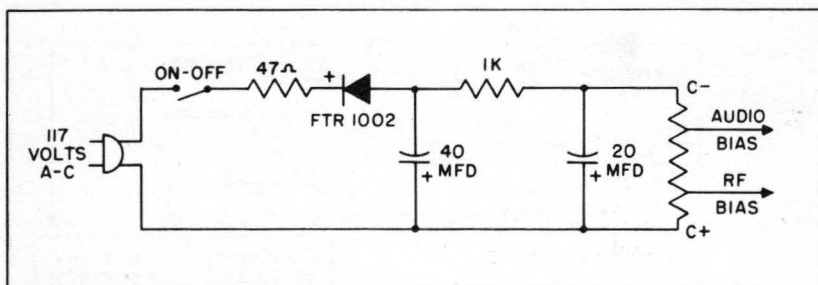 ON-OFF
47Ω
+
FTR 1002
1K
C-
117
VOLTS
A-C
+
40
MFD
+
20
MFD
AUDIO
BIAS
RF
BIAS
C+